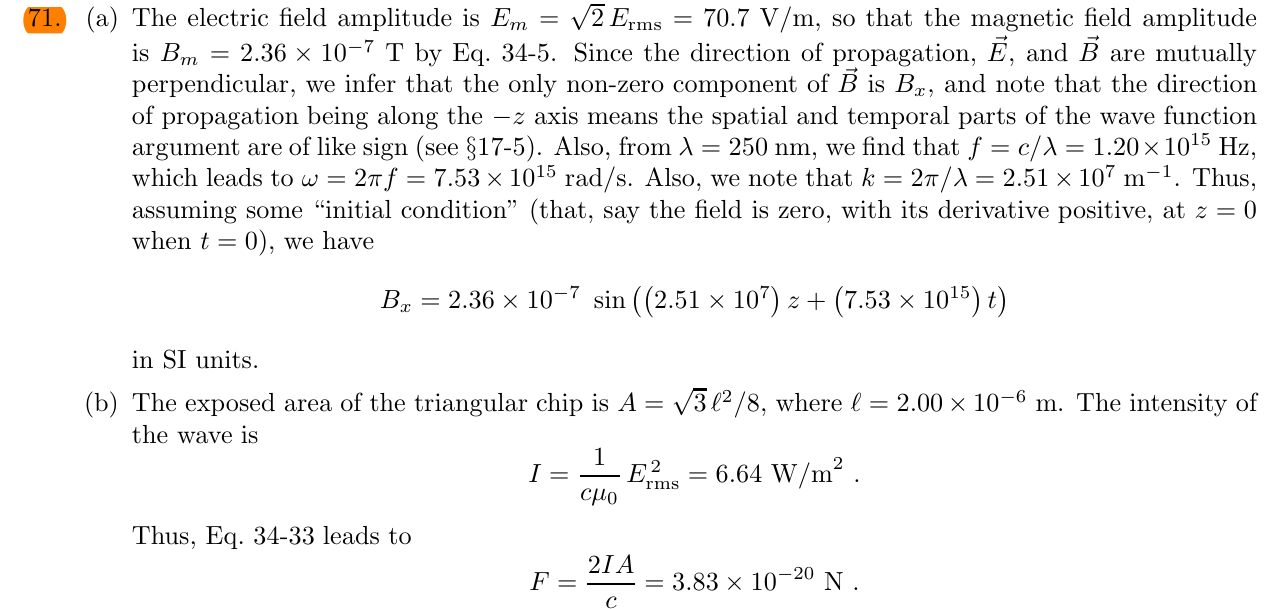 71. (a) The electric field amplitude is $E_m = \sqrt{2}\, E_{\text{rms}} = 70.7$ V/m, so that the magnetic field amplitude
is $B_m = 2.36 \times 10^{-7}$ T by Eq. 34-5. Since the direction of propagation, $\vec{E}$, and $\vec{B}$ are mutually
perpendicular, we infer that the only non-zero component of $\vec{B}$ is $B_x$, and note that the direction
of propagation being along the $-z$ axis means the spatial and temporal parts of the wave function
argument are of like sign (see §17-5). Also, from $\lambda = 250$ nm, we find that $f = c/\lambda = 1.20 \times 10^{15}$ Hz,
which leads to $\omega = 2\pi f = 7.53 \times 10^{15}$ rad/s. Also, we note that $k = 2\pi/\lambda = 2.51 \times 10^7$ m$^{-1}$. Thus,
assuming some “initial condition” (that, say the field is zero, with its derivative positive, at $z = 0$
when $t = 0$), we have
$B_x = 2.36 \times 10^{-7} \sin\left(\left(2.51 \times 10^7\right) z + \left(7.53 \times 10^{15}\right) t\right)$
in SI units.
(b) The exposed area of the triangular chip is $A = \sqrt{3}\,\ell^2/8$, where $\ell = 2.00 \times 10^{-6}$ m. The intensity of
the wave is
$I = \frac{1}{c\mu_0} E_{\text{rms}}^2 = 6.64$ W/m$^2$ .
Thus, Eq. 34-33 leads to
$F = \frac{2IA}{c} = 3.83 \times 10^{-20}$ N .